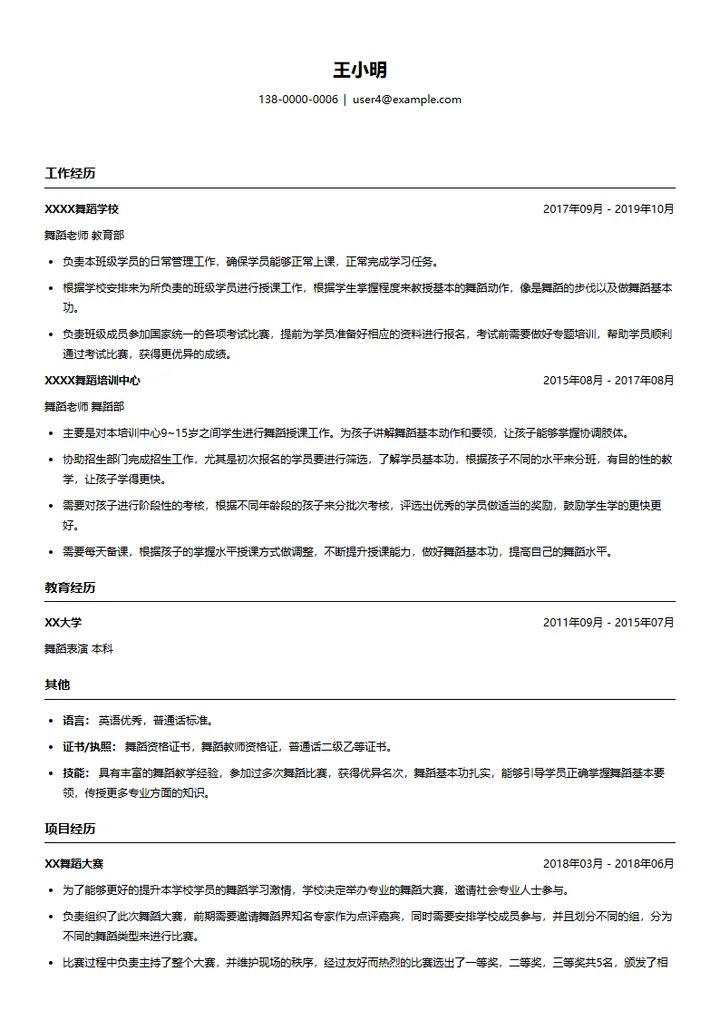 王小明
138-0000-0006 | user4@example.com
工作经历
XXXX舞蹈学校 2017年09月 - 2019年10月
舞蹈老师 教育部
• 负责本班级学员的日常管理工作，确保学员能够正常上课，正常完成学习任务。
• 根据学校安排来为所负责的班级学员进行授课工作，根据学生掌握程度来教授基本的舞蹈动作，像是舞蹈的步伐以及做舞蹈基本
功。
• 负责班级成员参加国家统一的各项考试比赛，提前为学员准备好相应的资料进行报名，考试前需要做好专题培训，帮助学员顺利
通过考试比赛，获得更优异的成绩。
XXXX舞蹈培训中心 2015年08月 - 2017年08月
舞蹈老师 舞蹈部
• 主要是对本培训中心9~15岁之间学生进行舞蹈授课工作。为孩子讲解舞蹈基本动作和要领，让孩子能够掌握协调肢体。
• 协助招生部门完成招生工作，尤其是初次报名的学员要进行筛选，了解学员基本功，根据孩子不同的水平来分班，有目的性的教
学，让孩子学得更快。
• 需要对孩子进行阶段性的考核，根据不同年龄段的孩子来分批次考核，评选出优秀的学员做适当的奖励，鼓励学生学的更快更
好。
• 需要每天备课，根据孩子的掌握水平授课方式做调整，不断提升授课能力，做好舞蹈基本功，提高自己的舞蹈水平。
教育经历
XX大学 2011年09月 - 2015年07月
舞蹈表演 本科
其他
• 语言： 英语优秀，普通话标准。
• 证书/执照： 舞蹈资格证书，舞蹈教师资格证，普通话二级乙等证书。
• 技能： 具有丰富的舞蹈教学经验，参加过多次舞蹈比赛，获得优异名次，舞蹈基本功扎实，能够引导学员正确掌握舞蹈基本要
领，传授更多专业方面的知识。
项目经历
XX舞蹈大赛 2018年03月 - 2018年06月
• 为了能够更好的提升本学校学员的舞蹈学习激情，学校决定举办专业的舞蹈大赛，邀请社会专业人士参与。
• 负责组织了此次舞蹈大赛，前期需要邀请舞蹈界知名专家作为点评嘉宾，同时需要安排学校成员参与，并且划分不同的组，分为
不同的舞蹈类型来进行比赛。
• 比赛过程中负责主持了整个大赛，并维护现场的秩序，经过友好而热烈的比赛选出了一等奖，二等奖，三等奖共5名，颁发了相